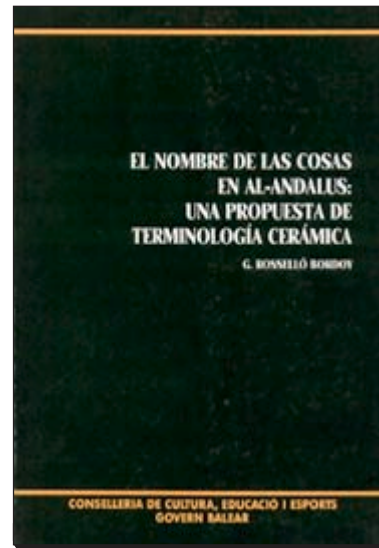 EL NOMBRE DE LAS COSAS
EN AL-ANDALUS:
UNA PROPUESTA DE
TERMINOLOGÍA CERÁMICA
G. ROSSELLÓ BORDOY
CONSELLERIA DE CULTURA, EDUCACIÓ I ESPORTS
GOVERN BALEAR